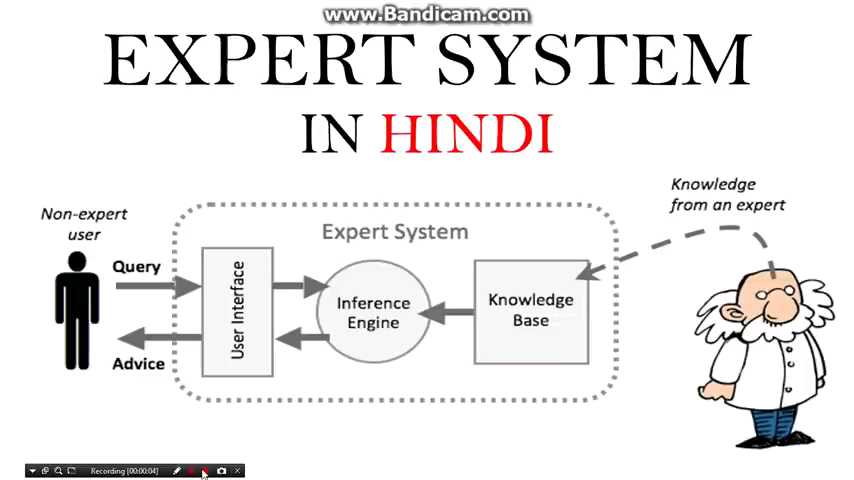 www.Bandicam.com
EXPERT SYSTEM
IN HINDI
Knowledge
from an expert
Non-expert
user
Expert System
Query
User Interface
Inference
Engine
Knowledge
Base
Advice
Recording [00:00:04]